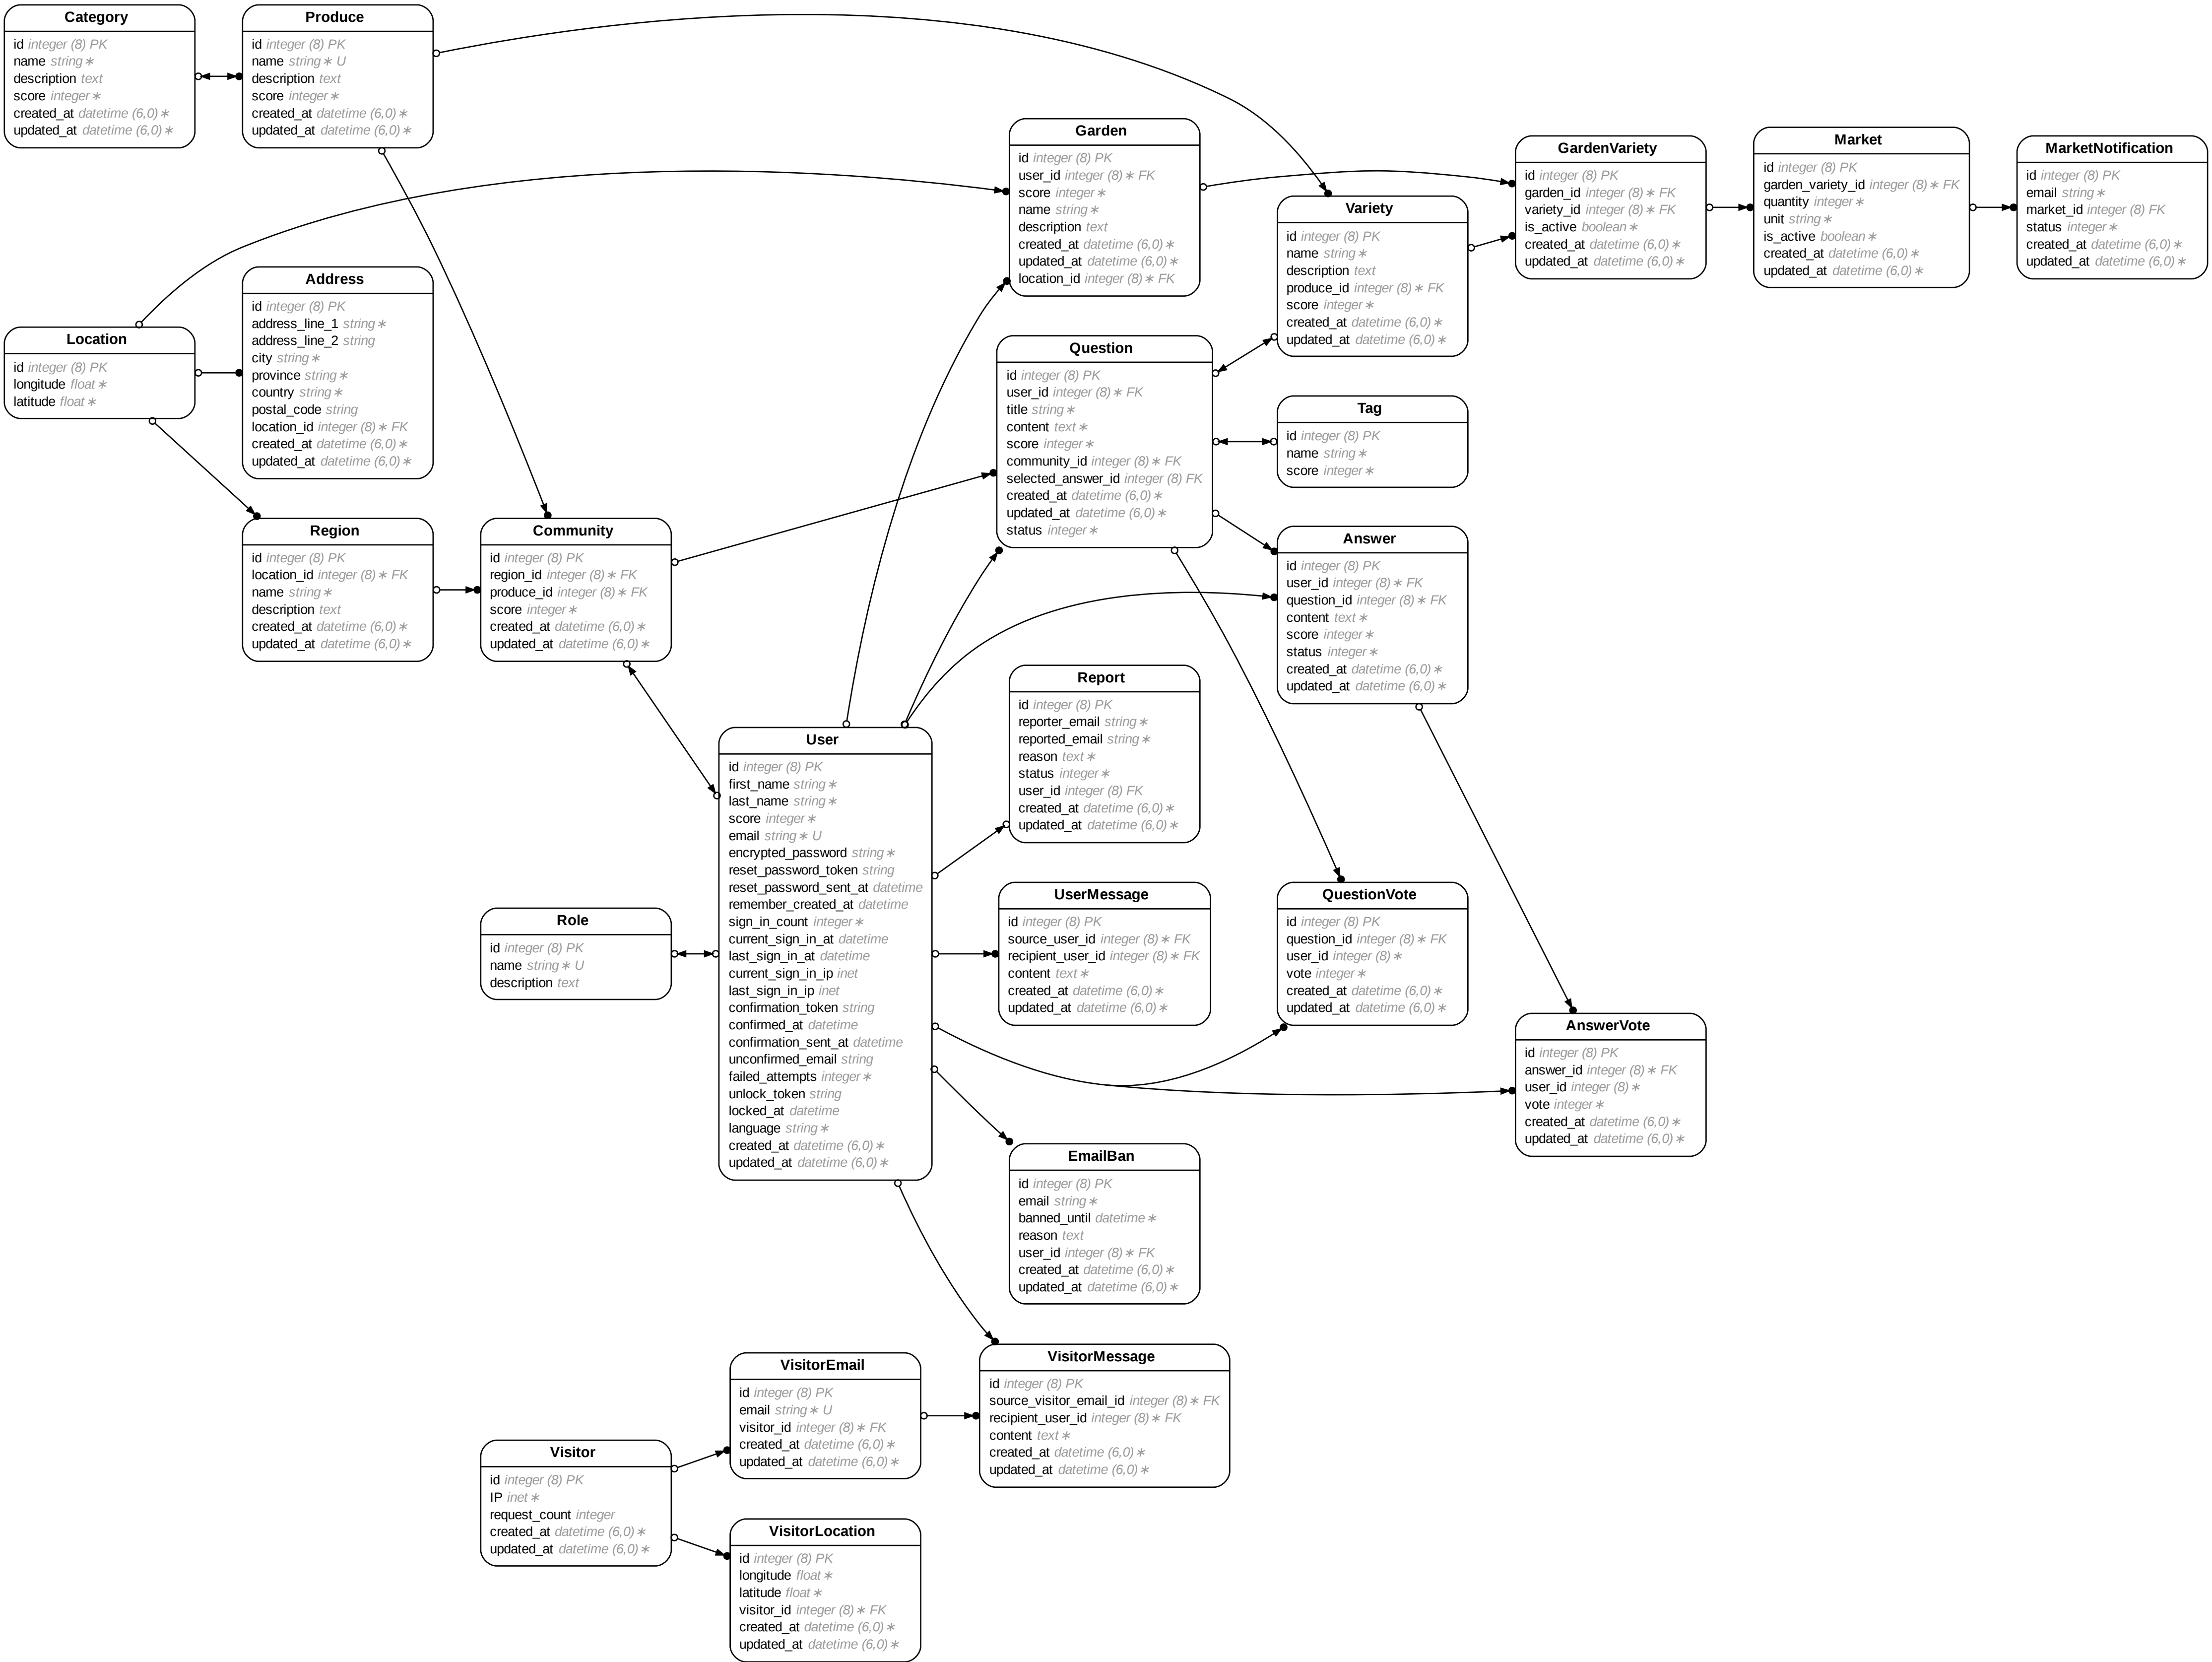 Category
id integer (8) PK
name string∗
description text
score integer∗
created_at datetime (6,0)∗
updated_at datetime (6,0)∗
Produce
id integer (8) PK
name string∗ U
description text
score integer∗
created_at datetime (6,0)∗
updated_at datetime (6,0)∗
Garden
id integer (8) PK
user_id integer (8)∗ FK
score integer∗
name string∗
description text
created_at datetime (6,0)∗
updated_at datetime (6,0)∗
location_id integer (8)∗ FK
Variety
id integer (8) PK
name string∗
description text
produce_id integer (8)∗ FK
score integer∗
created_at datetime (6,0)∗
updated_at datetime (6,0)∗
GardenVariety
id integer (8) PK
garden_id integer (8)∗ FK
variety_id integer (8)∗ FK
is_active boolean∗
created_at datetime (6,0)∗
updated_at datetime (6,0)∗
Market
id integer (8) PK
garden_variety_id integer (8)∗ FK
quantity integer∗
unit string∗
is_active boolean∗
created_at datetime (6,0)∗
updated_at datetime (6,0)∗
MarketNotification
id integer (8) PK
email string∗
market_id integer (8) FK
status integer∗
created_at datetime (6,0)∗
updated_at datetime (6,0)∗
Location
id integer (8) PK
longitude float∗
latitude float∗
Address
id integer (8) PK
address_line_1 string∗
address_line_2 string
city string∗
province string∗
country string∗
postal_code string
location_id integer (8)∗ FK
created_at datetime (6,0)∗
updated_at datetime (6,0)∗
Question
id integer (8) PK
user_id integer (8)∗ FK
title string∗
content text∗
score integer∗
community_id integer (8)∗ FK
selected_answer_id integer (8) FK
created_at datetime (6,0)∗
updated_at datetime (6,0)∗
status integer∗
Tag
id integer (8) PK
name string∗
score integer∗
Region
id integer (8) PK
location_id integer (8)∗ FK
name string∗
description text
created_at datetime (6,0)∗
updated_at datetime (6,0)∗
Community
id integer (8) PK
region_id integer (8)∗ FK
produce_id integer (8)∗ FK
score integer∗
created_at datetime (6,0)∗
updated_at datetime (6,0)∗
Answer
id integer (8) PK
user_id integer (8)∗ FK
question_id integer (8)∗ FK
content text∗
score integer∗
status integer∗
created_at datetime (6,0)∗
updated_at datetime (6,0)∗
Report
id integer (8) PK
reporter_email string∗
reported_email string∗
reason text∗
status integer∗
user_id integer (8) FK
created_at datetime (6,0)∗
updated_at datetime (6,0)∗
User
id integer (8) PK
first_name string∗
last_name string∗
score integer∗
email string∗ U
encrypted_password string∗
reset_password_token string
reset_password_sent_at datetime
remember_created_at datetime
sign_in_count integer∗
current_sign_in_at datetime
last_sign_in_at datetime
current_sign_in_ip inet
last_sign_in_ip inet
confirmation_token string
confirmed_at datetime
confirmation_sent_at datetime
unconfirmed_email string
failed_attempts integer∗
unlock_token string
locked_at datetime
language string∗
created_at datetime (6,0)∗
updated_at datetime (6,0)∗
Role
id integer (8) PK
name string∗ U
description text
UserMessage
id integer (8) PK
source_user_id integer (8)∗ FK
recipient_user_id integer (8)∗ FK
content text∗
created_at datetime (6,0)∗
updated_at datetime (6,0)∗
QuestionVote
id integer (8) PK
question_id integer (8)∗ FK
user_id integer (8)∗
vote integer∗
created_at datetime (6,0)∗
updated_at datetime (6,0)∗
AnswerVote
id integer (8) PK
answer_id integer (8)∗ FK
user_id integer (8)∗
vote integer∗
created_at datetime (6,0)∗
updated_at datetime (6,0)∗
EmailBan
id integer (8) PK
email string∗
banned_until datetime∗
reason text
user_id integer (8)∗ FK
created_at datetime (6,0)∗
updated_at datetime (6,0)∗
VisitorEmail
id integer (8) PK
email string∗ U
visitor_id integer (8)∗ FK
created_at datetime (6,0)∗
updated_at datetime (6,0)∗
VisitorMessage
id integer (8) PK
source_visitor_email_id integer (8)∗ FK
recipient_user_id integer (8)∗ FK
content text∗
created_at datetime (6,0)∗
updated_at datetime (6,0)∗
Visitor
id integer (8) PK
IP inet∗
request_count integer
created_at datetime (6,0)∗
updated_at datetime (6,0)∗
VisitorLocation
id integer (8) PK
longitude float∗
latitude float∗
visitor_id integer (8)∗ FK
created_at datetime (6,0)∗
updated_at datetime (6,0)∗